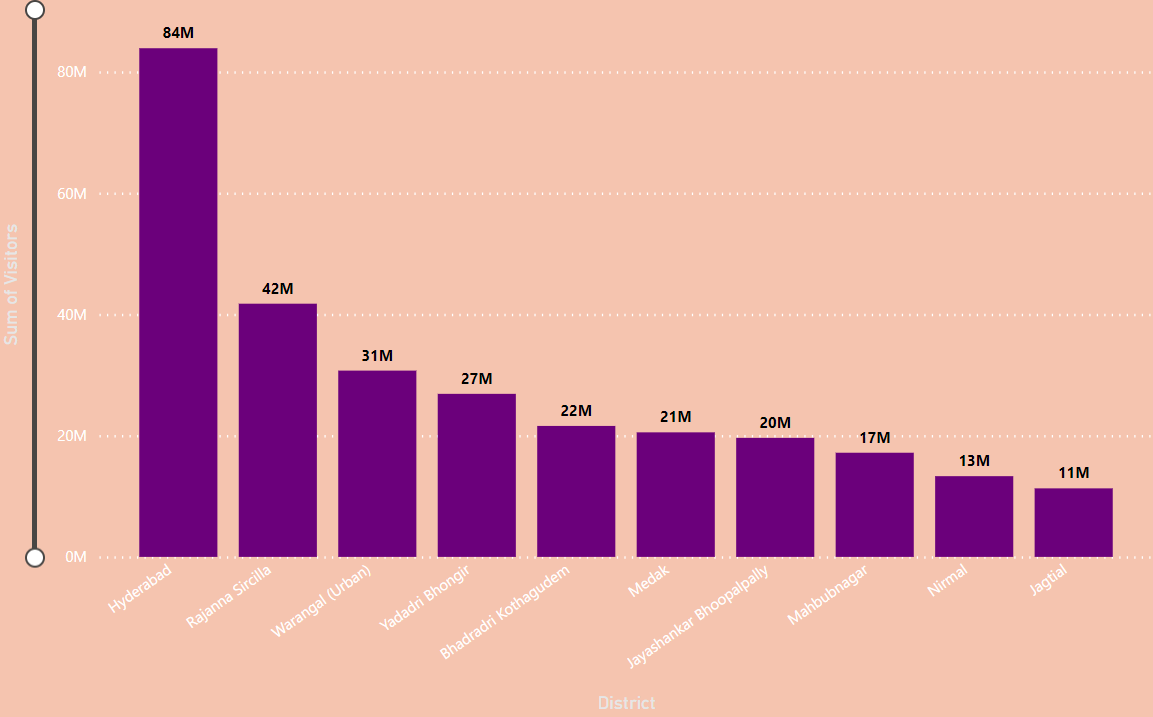 Sum of Visitors
80M
60M
40M
20M
0M
84M
42M
31M
27M
22M
21M
20M
17M
13M
11M
Hyderabad
Rajanna Sircilla
Warangal (Urban)
Yadadri Bhongir
Bhadradri Kothagudem
Medak
Jayashankar Bhoopalpally
Mahbubnagar
Nirmal
Jagtial
District